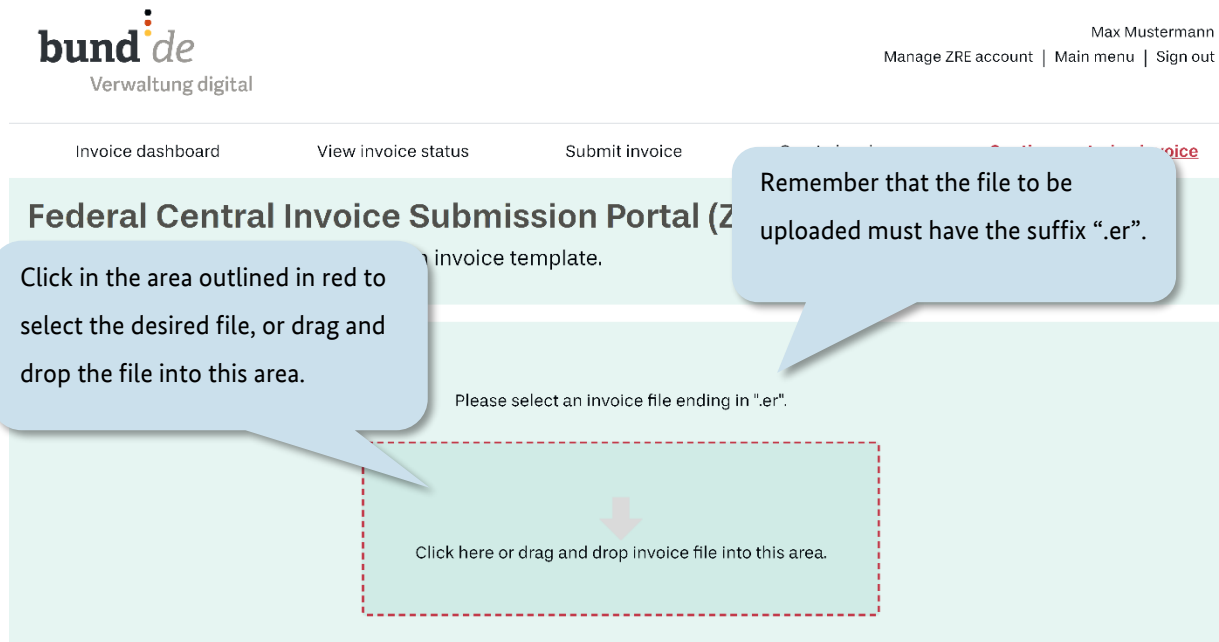 bund de
Verwaltung digital
Max Mustermann
Manage ZRE account | Main menu | Sign out
Invoice dashboard
View invoice status
Submit invoice
Remember that the file to be
uploaded must have the suffix “.er”.
Federal Central Invoice Submission Portal (Z
invoice template.
Click in the area outlined in red to
select the desired file, or drag and
drop the file into this area.
Please select an invoice file ending in ".er".
Click here or drag and drop invoice file into this area.